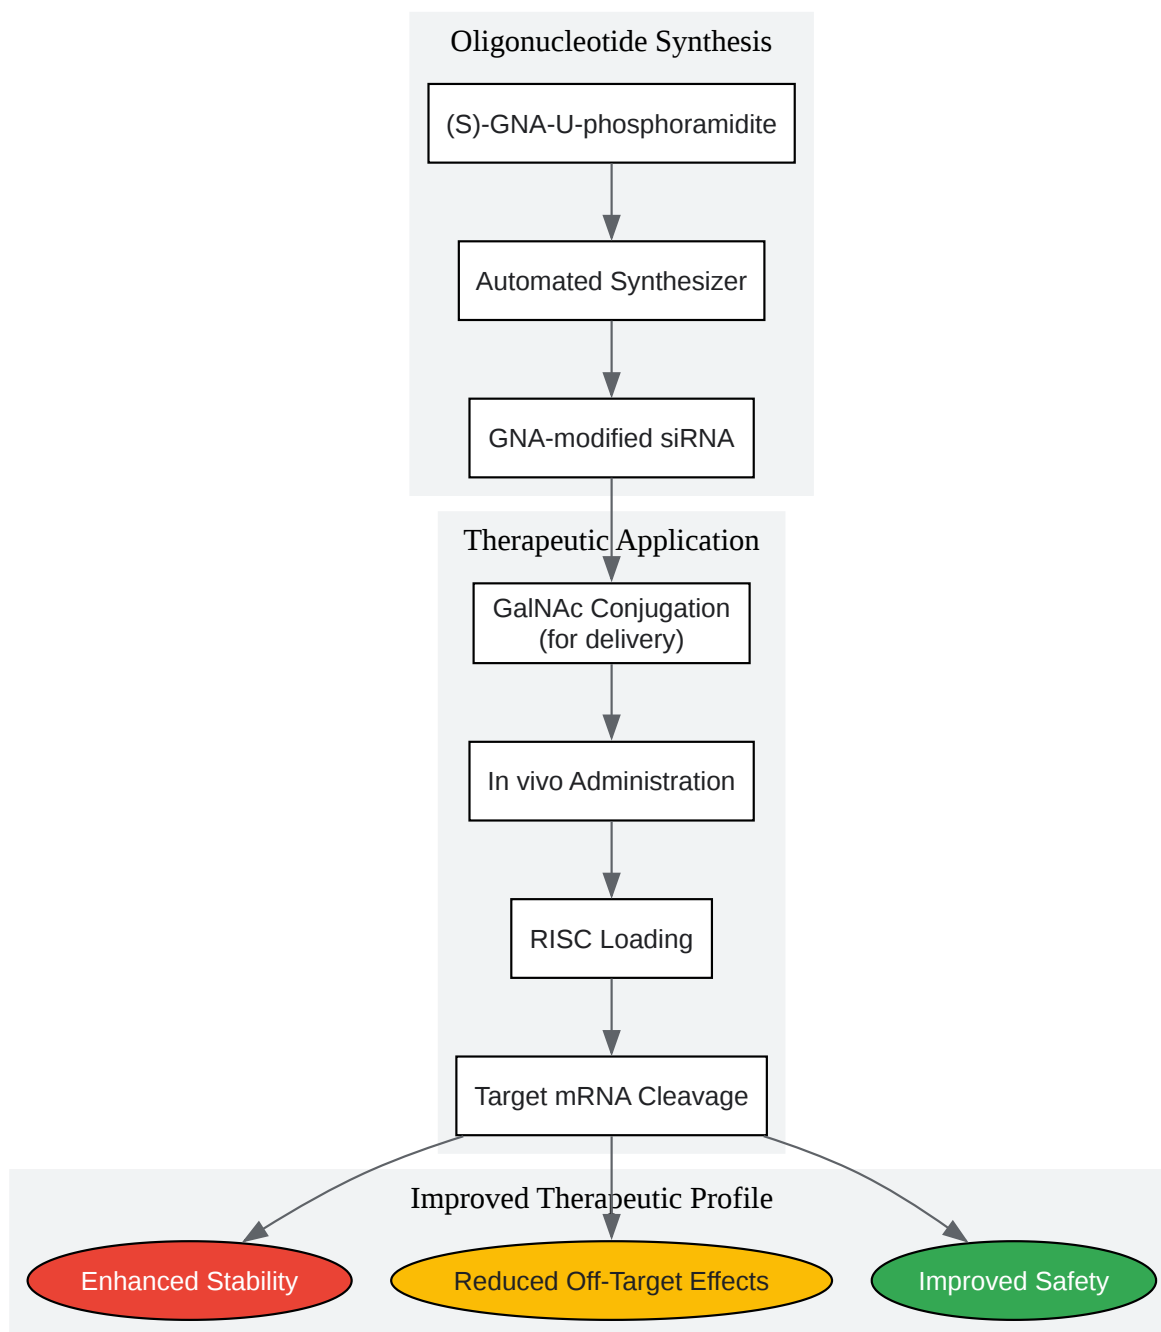 Oligonucleotide Synthesis
(S)-GNA-U-phosphoramidite
Automated Synthesizer
GNA-modified siRNA
Therapeutic Application
GalNAc Conjugation
(for delivery)
In vivo Administration
RISC Loading
Target mRNA Cleavage
Improved Therapeutic Profile
Enhanced Stability
Reduced Off-Target Effects
Improved Safety